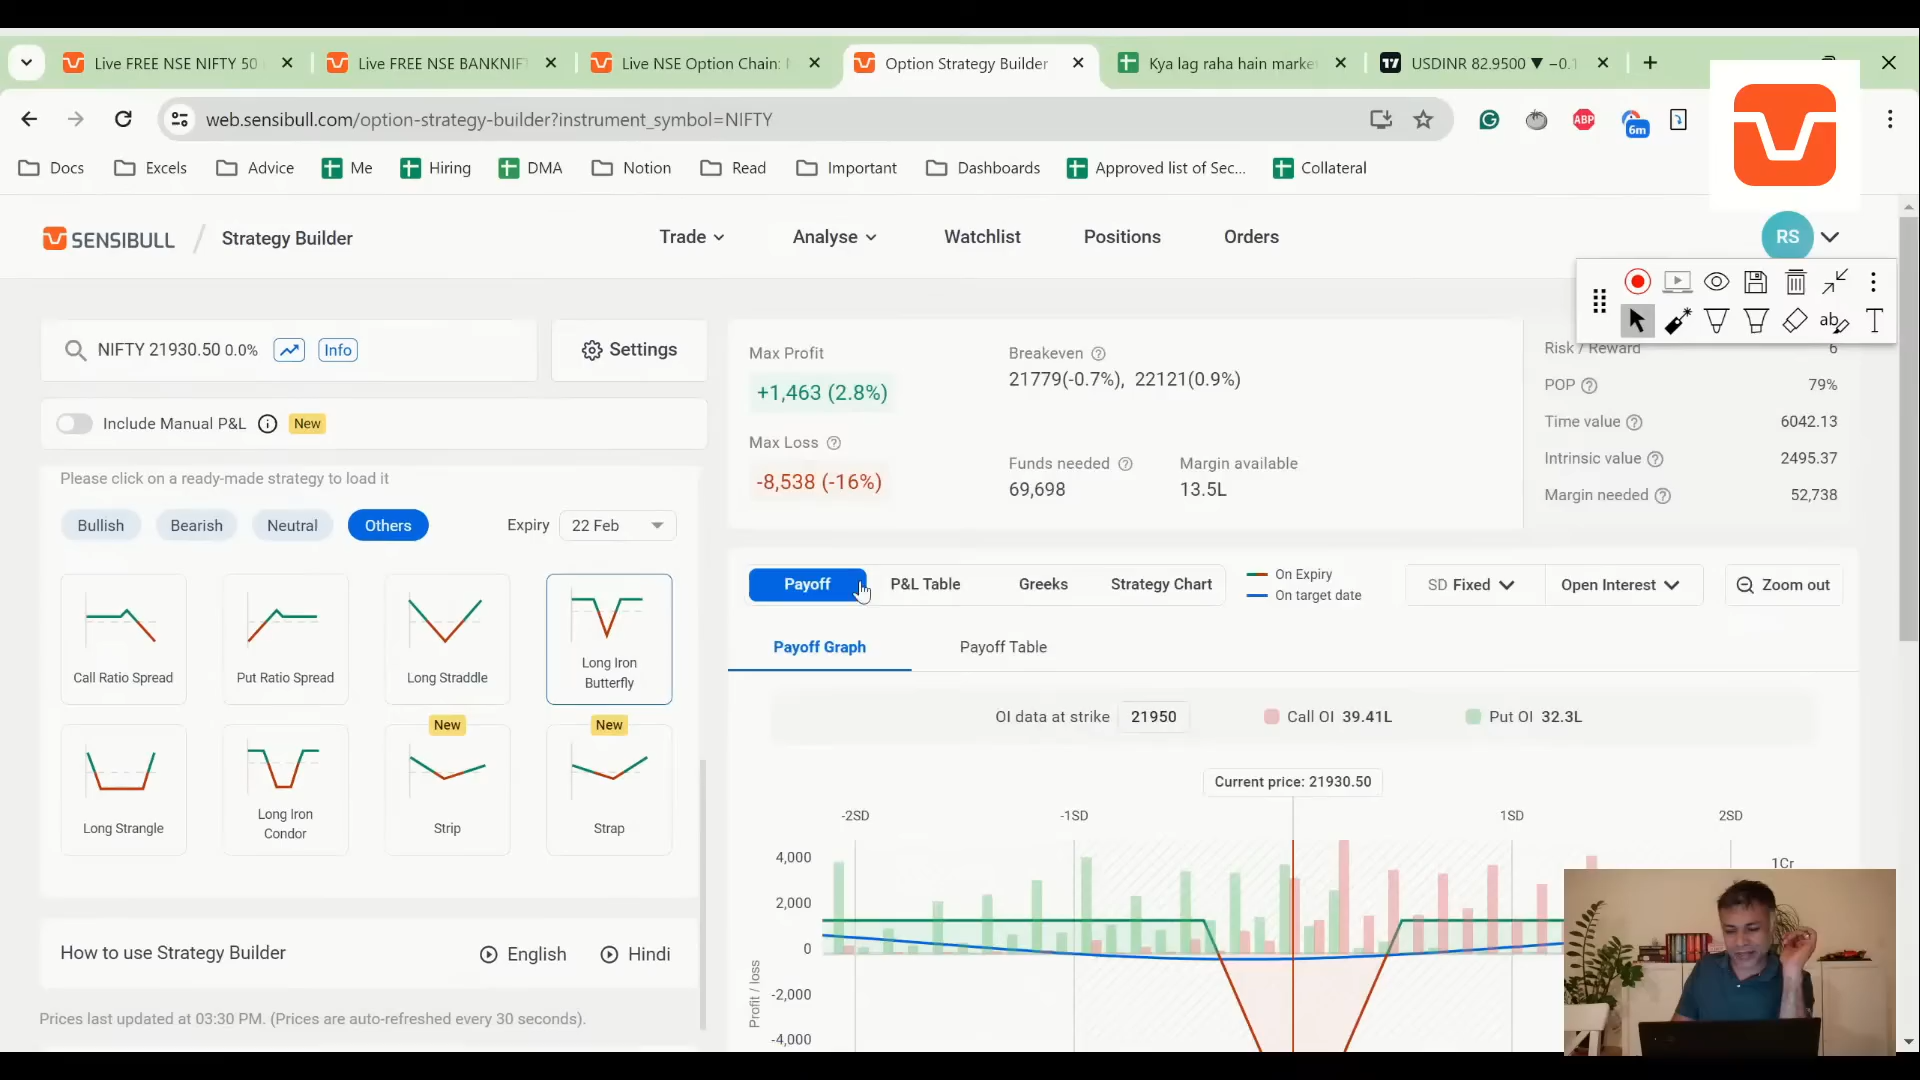 Live FREE NSE NIFTY 50
Live FREE NSE BANKNIFT
Live NSE Option Chain:
Option Strategy Builder
Kya lag raha hain marke
USDINR 82.9500 ▼ −0.1
web.sensibull.com/option-strategy-builder?instrument_symbol=NIFTY
ABP
6m
Docs
Excels
Advice
Me
Hiring
DMA
Notion
Read
Important
Dashboards
Approved list of Sec...
Collateral
SENSIBULL / Strategy Builder
Trade
Analyse
Watchlist
Positions
Orders
RS
NIFTY 21930.50 0.0%
Info
Settings
Include Manual P&L
New
Please click on a ready-made strategy to load it
Bullish
Bearish
Neutral
Others
Expiry
22 Feb
Call Ratio Spread
Put Ratio Spread
Long Straddle
Long Iron
Butterfly
New
New
Long Strangle
Long Iron
Condor
Strip
Strap
How to use Strategy Builder
English
Hindi
Prices last updated at 03:30 PM. (Prices are auto-refreshed every 30 seconds).
Max Profit
+1,463 (2.8%)
Max Loss
-8,538 (-16%)
Breakeven
21779(-0.7%), 22121(0.9%)
Funds needed
69,698
Margin available
13.5L
Risk / Reward
6
POP
79%
Time value
6042.13
Intrinsic value
2495.37
Margin needed
52,738
Payoff
P&L Table
Greeks
Strategy Chart
On Expiry
On target date
SD Fixed
Open Interest
Zoom out
Payoff Graph
Payoff Table
OI data at strike
21950
Call OI 39.41L
Put OI 32.3L
Current price: 21930.50
-2SD
-1SD
1SD
2SD
4,000
2,000
0
-2,000
-4,000
Profit / loss
1Cr